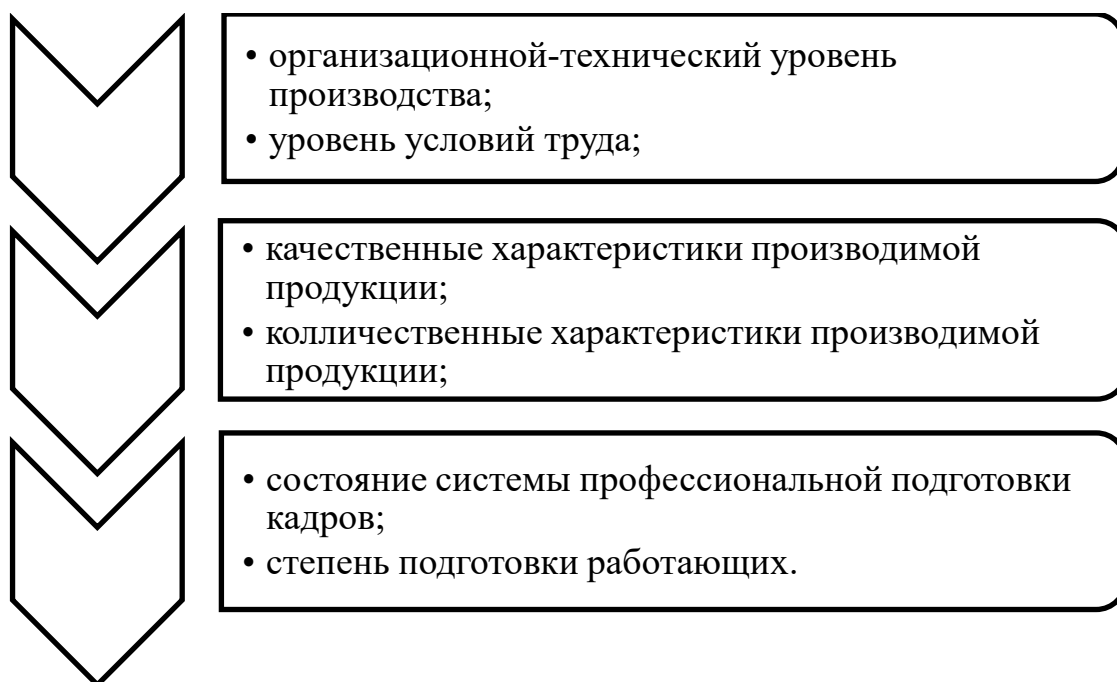 • организационной-технический уровень
производства;
• уровень условий труда;
• качественные характеристики производимой
продукции;
• колличественные характеристики производимой
продукции;
• состояние системы профессиональной подготовки
кадров;
• степень подготовки работающих.